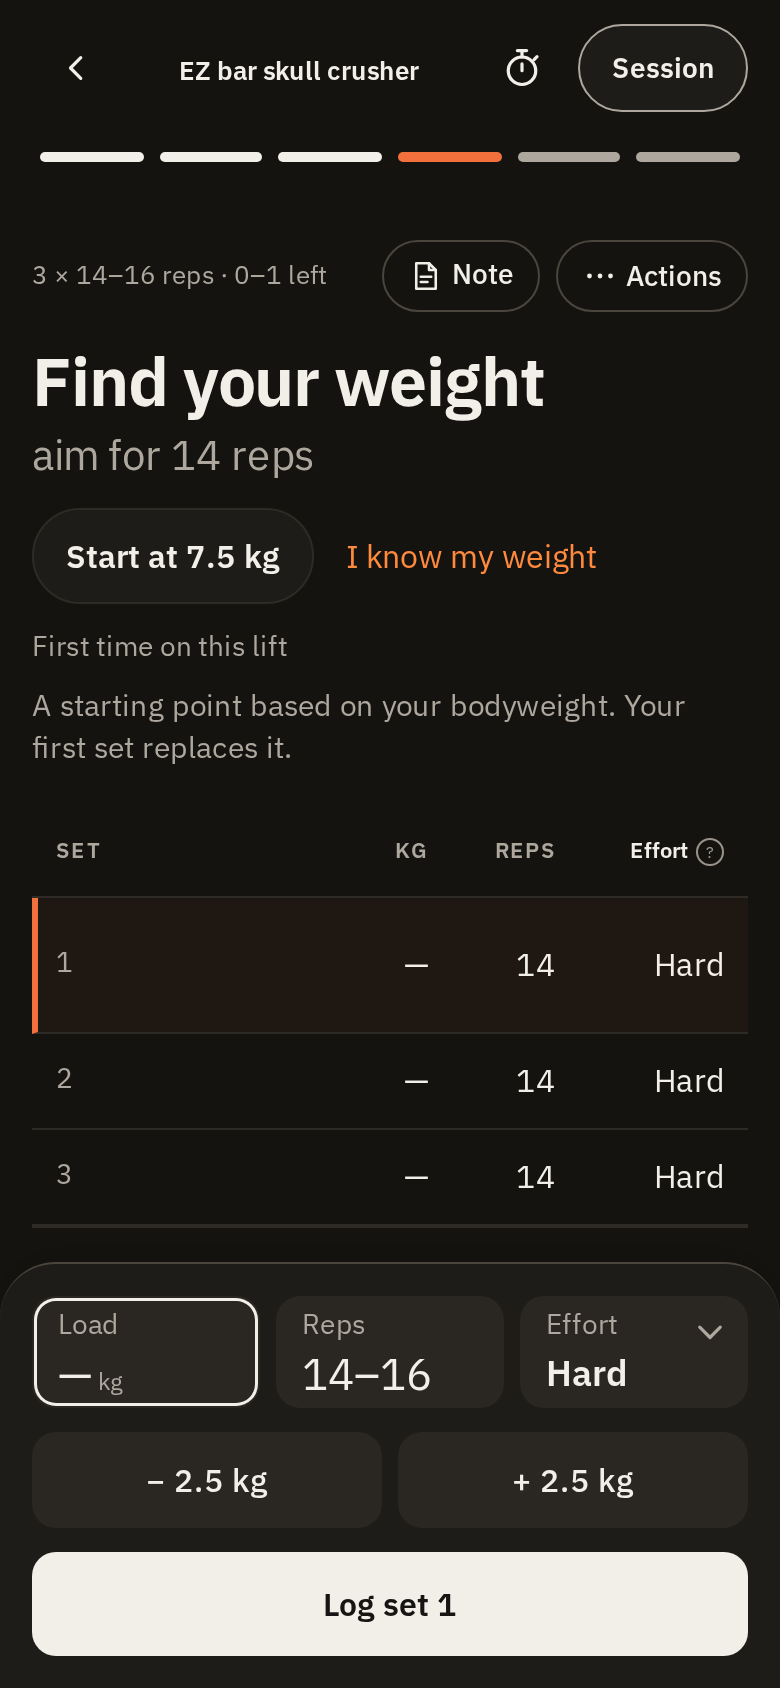 EZ bar skull crusher
Session
3 × 14–16 reps · 0–1 left
Note
Actions
Find your weight
aim for 14 reps
Start at 7.5 kg
I know my weight
First time on this lift
A starting point based on your bodyweight. Your
first set replaces it.
SET KG REPS Effort ?
1 — 14 Hard
2 — 14 Hard
3 — 14 Hard
Load Reps Effort
— kg 14–16 Hard
− 2.5 kg + 2.5 kg
Log set 1